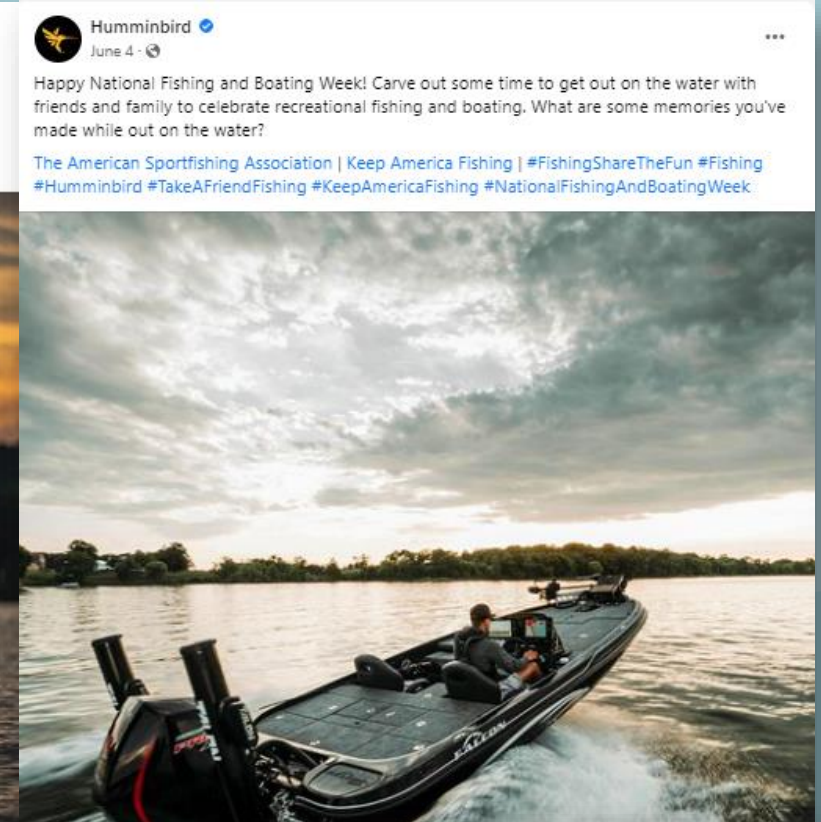 Humminbird
June 4 ·
Happy National Fishing and Boating Week! Carve out some time to get out on the water with
friends and family to celebrate recreational fishing and boating. What are some memories you've
made while out on the water?
The American Sportfishing Association | Keep America Fishing | #FishingShareTheFun #Fishing
#Humminbird #TakeAFriendFishing #KeepAmericaFishing #NationalFishingAndBoatingWeek
FALCON